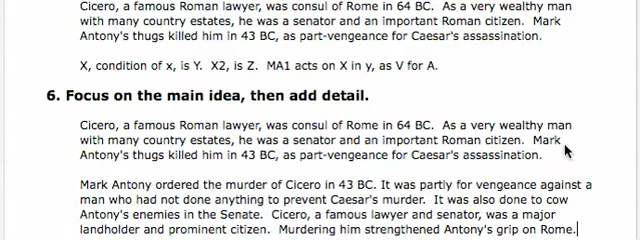 Cicero, a famous Roman lawyer, was consul of Rome in 64 BC. As a very wealthy man
with many country estates, he was a senator and an important Roman citizen. Mark
Antony's thugs killed him in 43 BC, as part-vengeance for Caesar's assassination.
X, condition of x, is Y. X2, is Z. MA1 acts on X in y, as V for A.
6. Focus on the main idea, then add detail.
Cicero, a famous Roman lawyer, was consul of Rome in 64 BC. As a very wealthy man
with many country estates, he was a senator and an important Roman citizen. Mark
Antony's thugs killed him in 43 BC, as part-vengeance for Caesar's assassination.
Mark Antony ordered the murder of Cicero in 43 BC. It was partly for vengeance against a
man who had not done anything to prevent Caesar's murder. It was also done to cow
Antony's enemies in the Senate. Cicero, a famous lawyer and senator, was a major
landholder and prominent citizen. Murdering him strengthened Antony's grip on Rome.